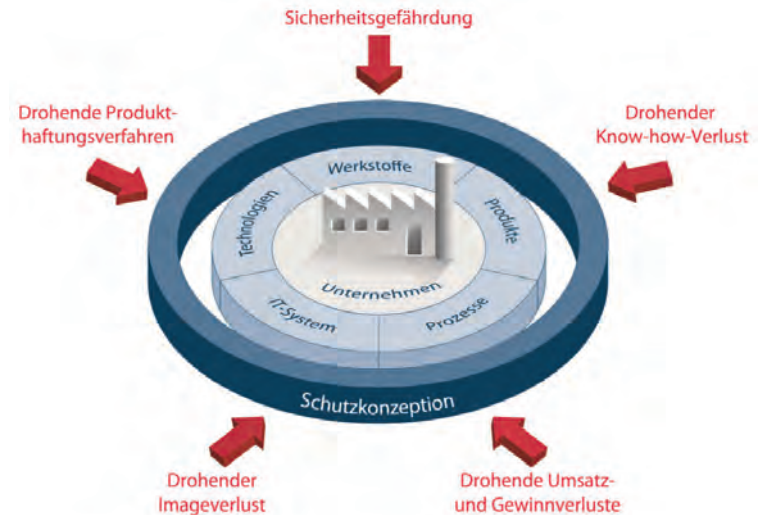 Sicherheitsgefährdung
Drohende Produkt-
haftungsverfahren
Drohender
Know-how-Verlust
Werkstoffe
Technologien
Produkte
Unternehmen
IT-System
Prozesse
Schutzkonzeption
Drohender
Imageverlust
Drohende Umsatz-
und Gewinnverluste